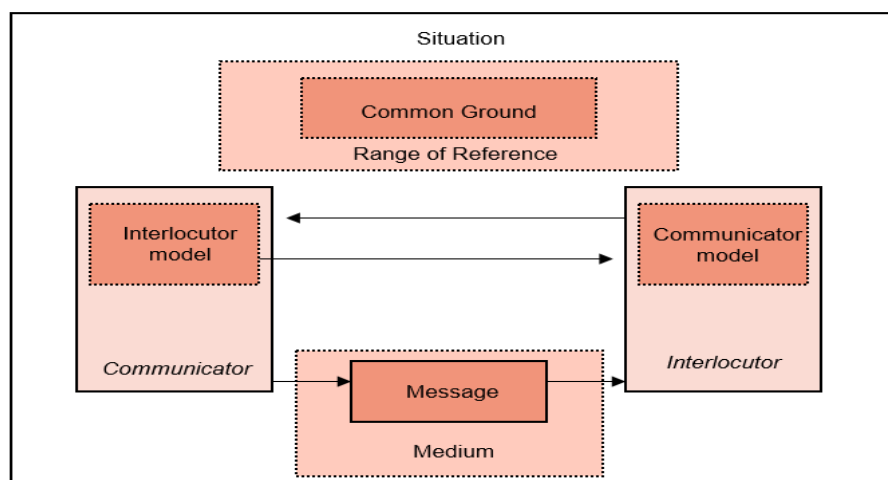 Situation
Common Ground
Range of Reference
Interlocutor
model
Communicator
model
Communicator
Interlocutor
Message
Medium